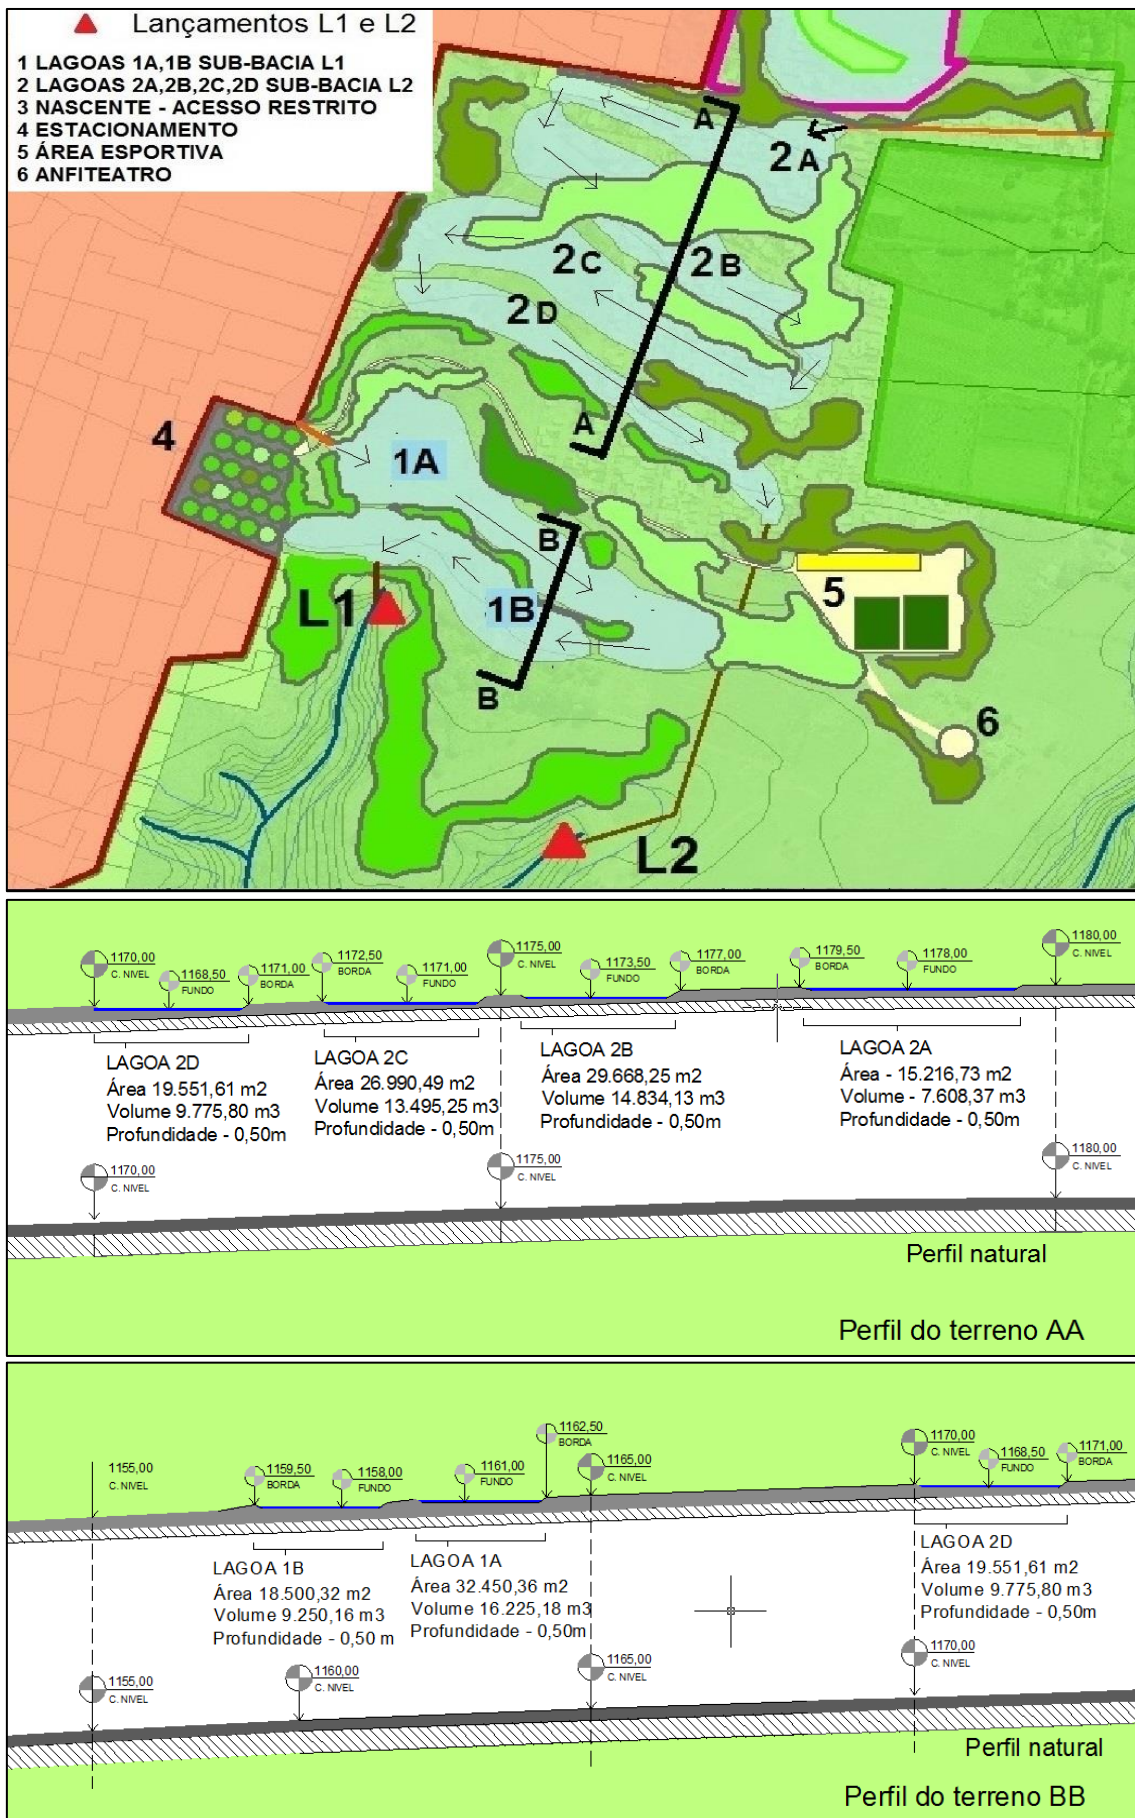 Lançamentos L1 e L2
1 LAGOAS 1A,1B SUB-BACIA L1
2 LAGOAS 2A,2B,2C,2D SUB-BACIA L2
3 NASCENTE - ACESSO RESTRITO
4 ESTACIONAMENTO
5 ÁREA ESPORTIVA
6 ANFITEATRO
A
2A
2C
2B
2D
A
4
1A
B
5
L1
1B
B
6
L2
1170,00
C. NIVEL
1168,50
FUNDO
1171,00
BORDA
1172,50
BORDA
1171,00
FUNDO
1175,00
C. NIVEL
1173,50
FUNDO
1177,00
BORDA
1179,50
BORDA
1178,00
FUNDO
1180,00
C. NIVEL
LAGOA 2D
Área 19.551,61 m2
Volume 9.775,80 m3
Profundidade - 0,50m
LAGOA 2C
Área 26.990,49 m2
Volume 13.495,25 m3
Profundidade - 0,50m
LAGOA 2B
Área 29.668,25 m2
Volume 14.834,13 m3
Profundidade - 0,50m
LAGOA 2A
Área - 15.216,73 m2
Volume - 7.608,37 m3
Profundidade - 0,50m
1170,00
C. NIVEL
1175,00
C. NIVEL
1180,00
C. NIVEL
Perfil natural
Perfil do terreno AA
1155,00
C. NIVEL
1159,50
BORDA
1158,00
FUNDO
1161,00
FUNDO
1162,50
BORDA
1165,00
C. NIVEL
1170,00
C. NIVEL
1168,50
FUNDO
1171,00
BORDA
LAGOA 1B
Área 18.500,32 m2
Volume 9.250,16 m3
Profundidade - 0,50 m
LAGOA 1A
Área 32.450,36 m2
Volume 16.225,18 m3
Profundidade - 0,50m
LAGOA 2D
Área 19.551,61 m2
Volume 9.775,80 m3
Profundidade - 0,50m
1155,00
C. NIVEL
1160,00
C. NIVEL
1165,00
C. NIVEL
1170,00
C. NIVEL
Perfil natural
Perfil do terreno BB